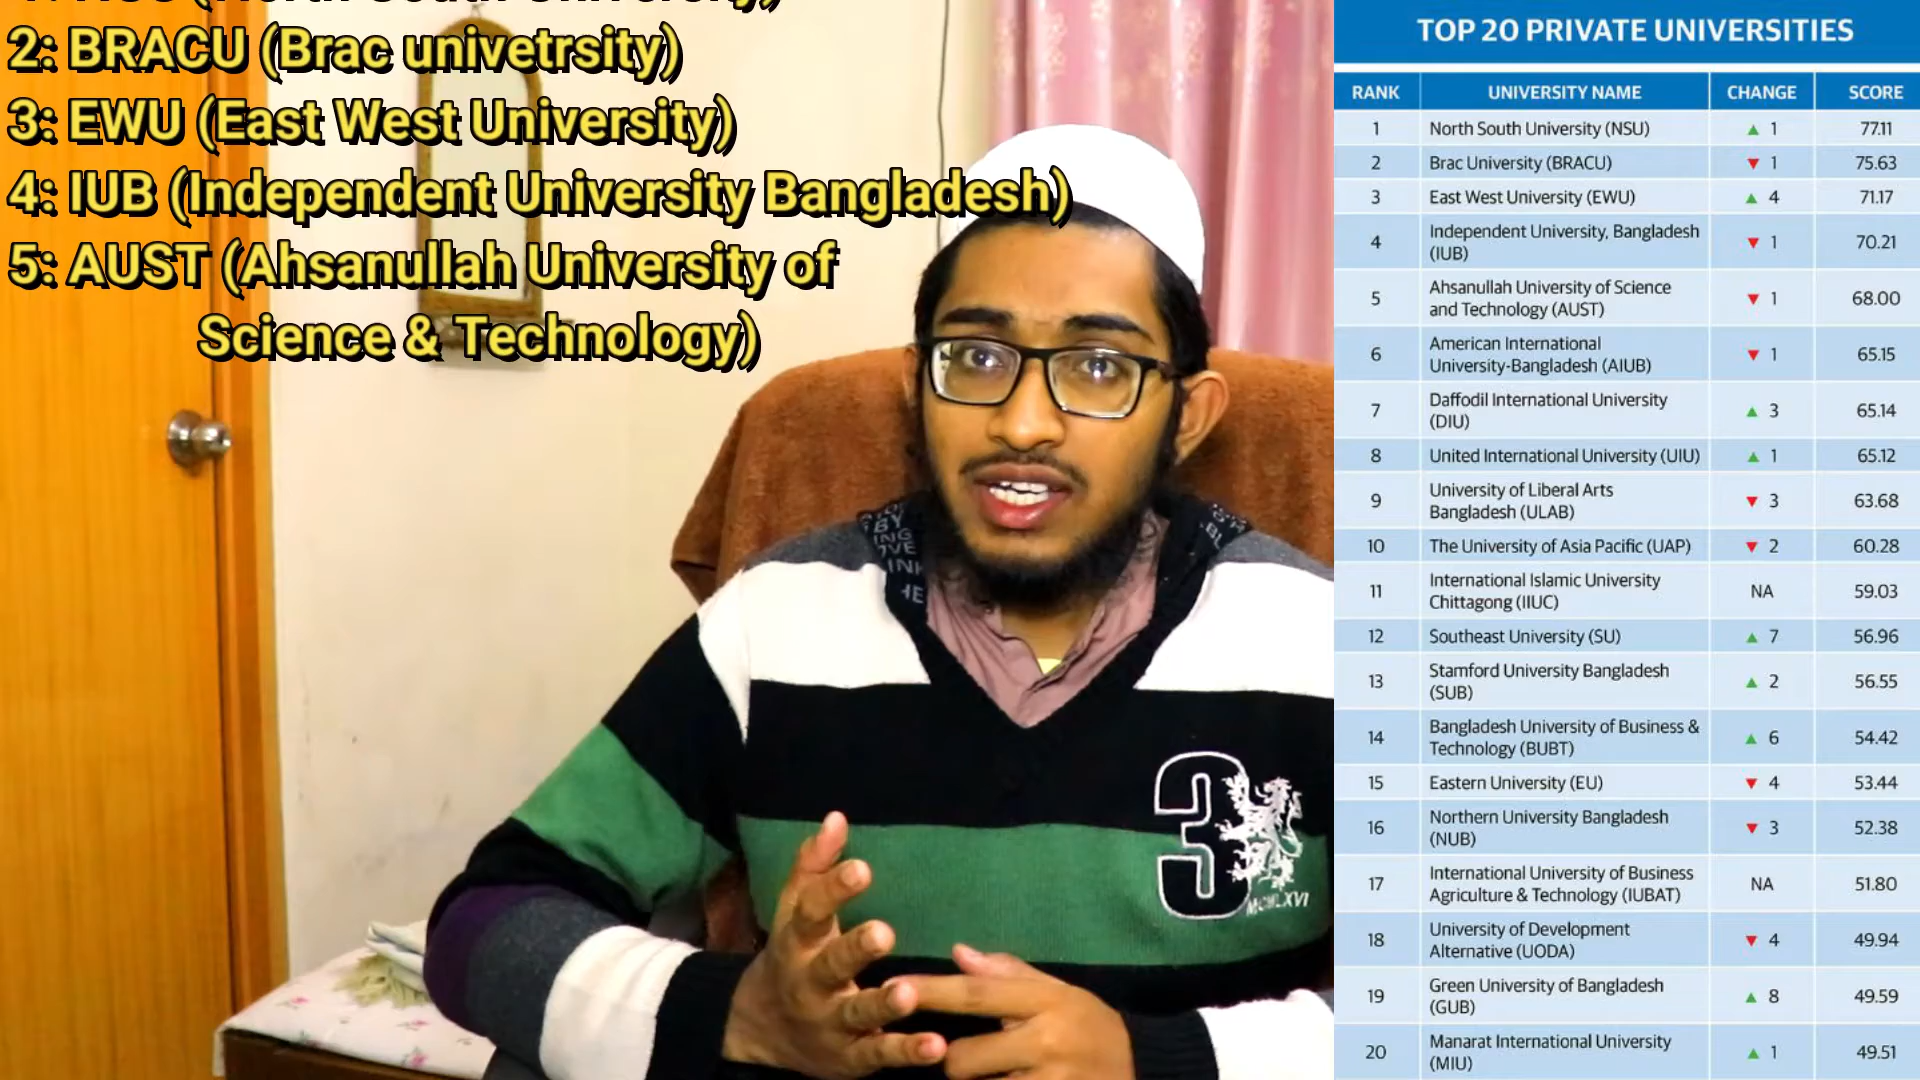 1: NSU (North South University)
2: BRACU (Brac univetrsity)
3: EWU (East West University)
4: IUB (Independent University Bangladesh)
5: AUST (Ahsanullah University of
Science & Technology)
TOP 20 PRIVATE UNIVERSITIES
RANK UNIVERSITY NAME CHANGE SCORE
1 North South University (NSU) ▲ 1 77.11
2 Brac University (BRACU) ▼ 1 75.63
3 East West University (EWU) ▲ 4 71.17
4 Independent University, Bangladesh
(IUB) ▼ 1 70.21
5 Ahsanullah University of Science
and Technology (AUST) ▼ 1 68.00
6 American International
University-Bangladesh (AIUB) ▼ 1 65.15
7 Daffodil International University
(DIU) ▲ 3 65.14
8 United International University (UIU) ▲ 1 65.12
9 University of Liberal Arts
Bangladesh (ULAB) ▼ 3 63.68
10 The University of Asia Pacific (UAP) ▼ 2 60.28
11 International Islamic University
Chittagong (IIUC) NA 59.03
12 Southeast University (SU) ▲ 7 56.96
13 Stamford University Bangladesh
(SUB) ▲ 2 56.55
14 Bangladesh University of Business &
Technology (BUBT) ▲ 6 54.42
15 Eastern University (EU) ▼ 4 53.44
16 Northern University Bangladesh
(NUB) ▼ 3 52.38
17 International University of Business
Agriculture & Technology (IUBAT) NA 51.80
18 University of Development
Alternative (UODA) ▼ 4 49.94
19 Green University of Bangladesh
(GUB) ▲ 8 49.59
20 Manarat International University
(MIU) ▲ 1 49.51
BY
ING
3